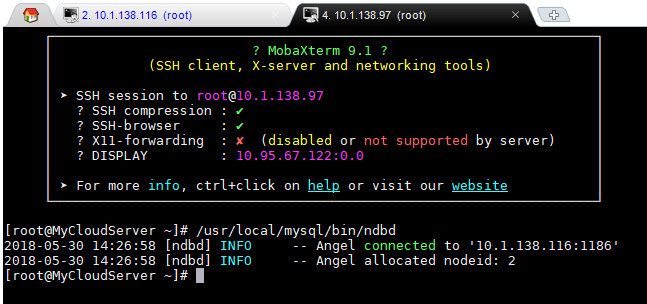 2. 10.1.138.116 (root)
4. 10.1.138.97 (root)
? MobaXterm 9.1 ?
(SSH client, X-server and networking tools)
➤ SSH session to root@10.1.138.97
? SSH compression : ✔
? SSH-browser     : ✔
? X11-forwarding  : ✘  (disabled or not supported by server)
? DISPLAY         : 10.95.67.122:0.0
➤ For more info, ctrl+click on help or visit our website
[root@MyCloudServer ~]# /usr/local/mysql/bin/ndbd
2018-05-30 14:26:58 [ndbd] INFO     -- Angel connected to '10.1.138.116:1186'
2018-05-30 14:26:58 [ndbd] INFO     -- Angel allocated nodeid: 2
[root@MyCloudServer ~]#